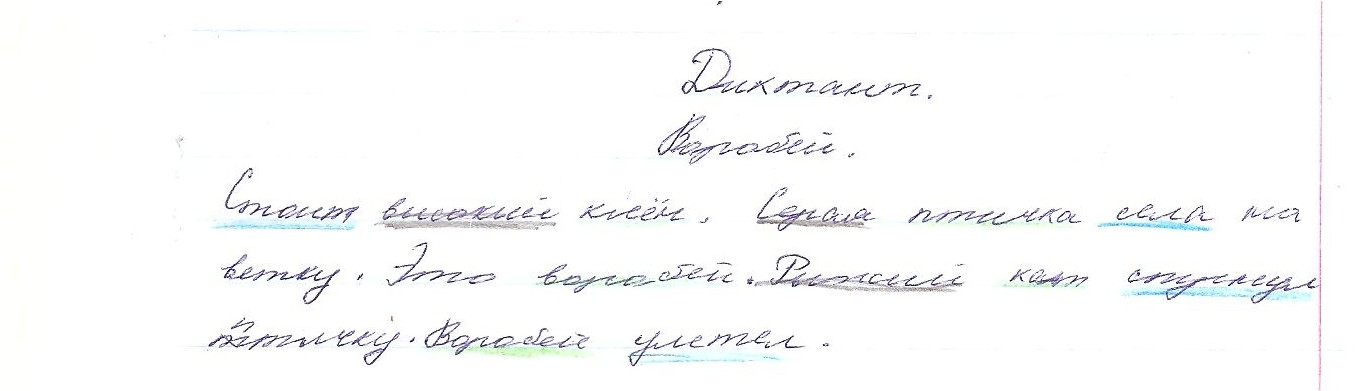 Диктант.
Воробей.
Стоит высокий клён. Серая птичка села на
ветку. Это воробей. Рыжий кот спугнул
птичку. Воробей улетел.